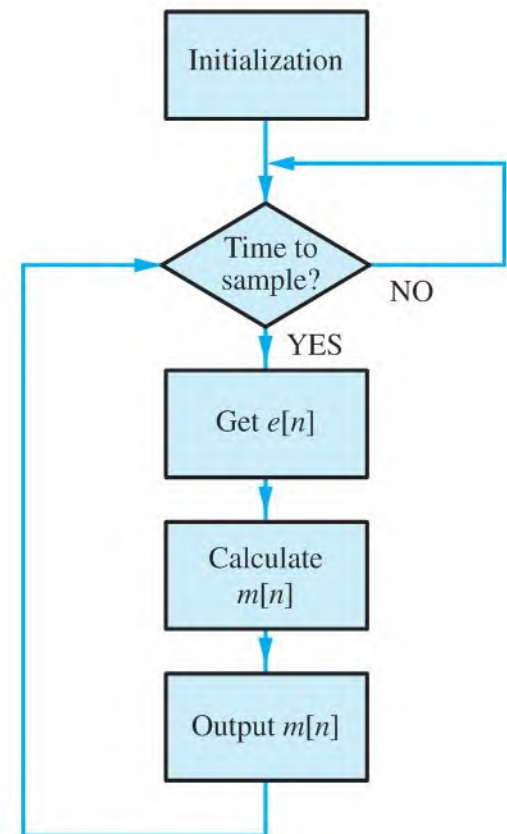 Initialization
Time to
sample?
NO
YES
Get e[n]
Calculate
m[n]
Output m[n]